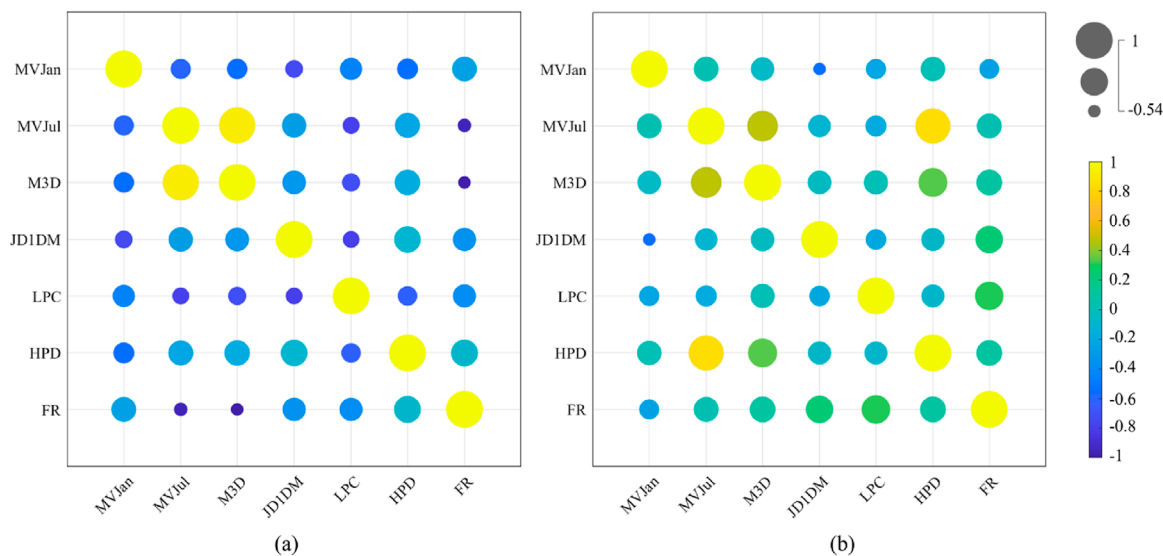 MVJan
MVJul
M3D
JD1DM
LPC
HPD
FR
MVJan
MVJul
M3D
JD1DM
LPC
HPD
FR
(a)
MVJan
MVJul
M3D
JD1DM
LPC
HPD
FR
MVJan
MVJul
M3D
JD1DM
LPC
HPD
FR
(b)
1
-0.54
1
0.8
0.6
0.4
0.2
0
-0.2
-0.4
-0.6
-0.8
-1